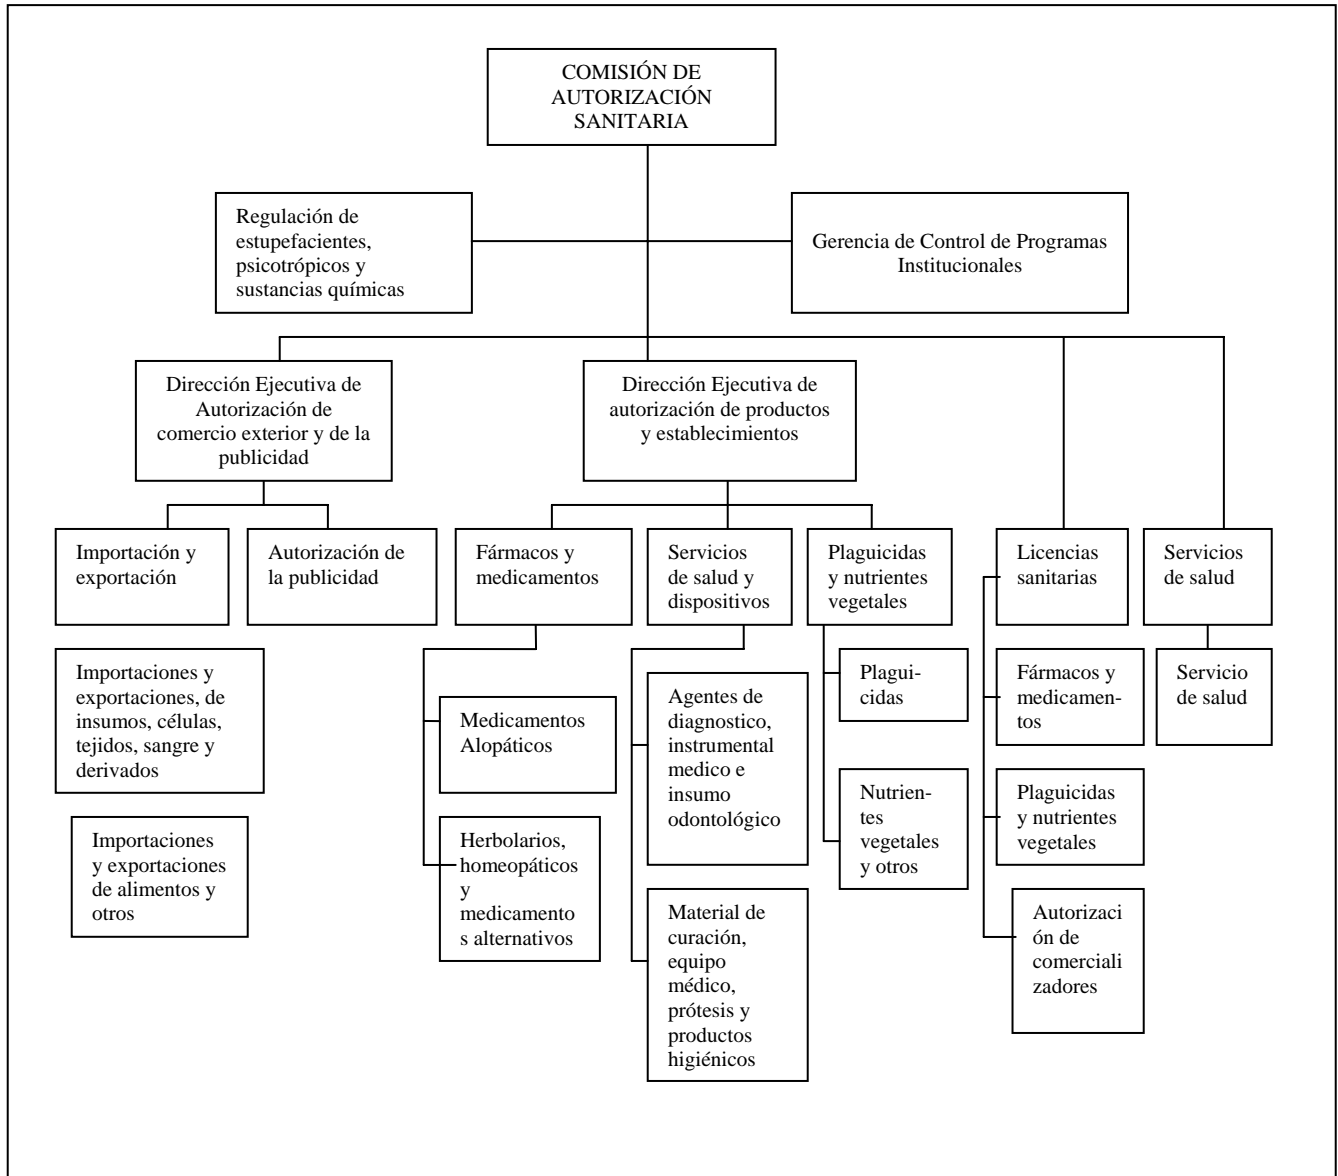 COMISIÓN DE
AUTORIZACIÓN
SANITARIA
Regulación de
estupefacientes,
psicotrópicos y
sustancias químicas
Gerencia de Control de Programas
Institucionales
Dirección Ejecutiva de
Autorización de
comercio exterior y de la
publicidad
Dirección Ejecutiva de
autorización de productos
y establecimientos
Importación y
exportación
Autorización de
la publicidad
Fármacos y
medicamentos
Servicios
de salud y
dispositivos
Plaguicidas
y nutrientes
vegetales
Licencias
sanitarias
Servicios
de salud
Importaciones y
exportaciones, de
insumos, células,
tejidos, sangre y
derivados
Importaciones
y exportaciones
de alimentos y
otros
Medicamentos
Alopáticos
Herbolarios,
homeopáticos
y
medicamento
s alternativos
Agentes de
diagnostico,
instrumental
medico e
insumo
odontológico
Material de
curación,
equipo
médico,
prótesis y
productos
higiénicos
Plagui-
cidas
Nutrien-
tes
vegetales
y otros
Fármacos y
medicamen-
tos
Plaguicidas
y nutrientes
vegetales
Autorizaci
ón de
comerciali
zadores
Servicio
de salud